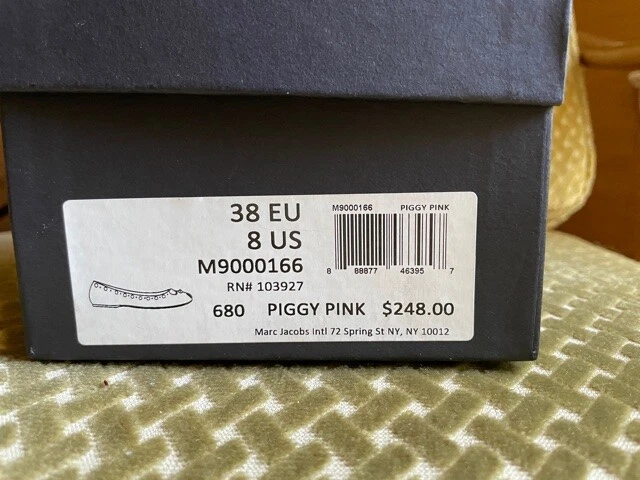 38 EU
8 US
M9000166
RN# 103927
680 PIGGY PINK $248.00
Marc Jacobs Intl 72 Spring St NY, NY 10012
M9000166 PIGGY PINK
8 88877 46395 7